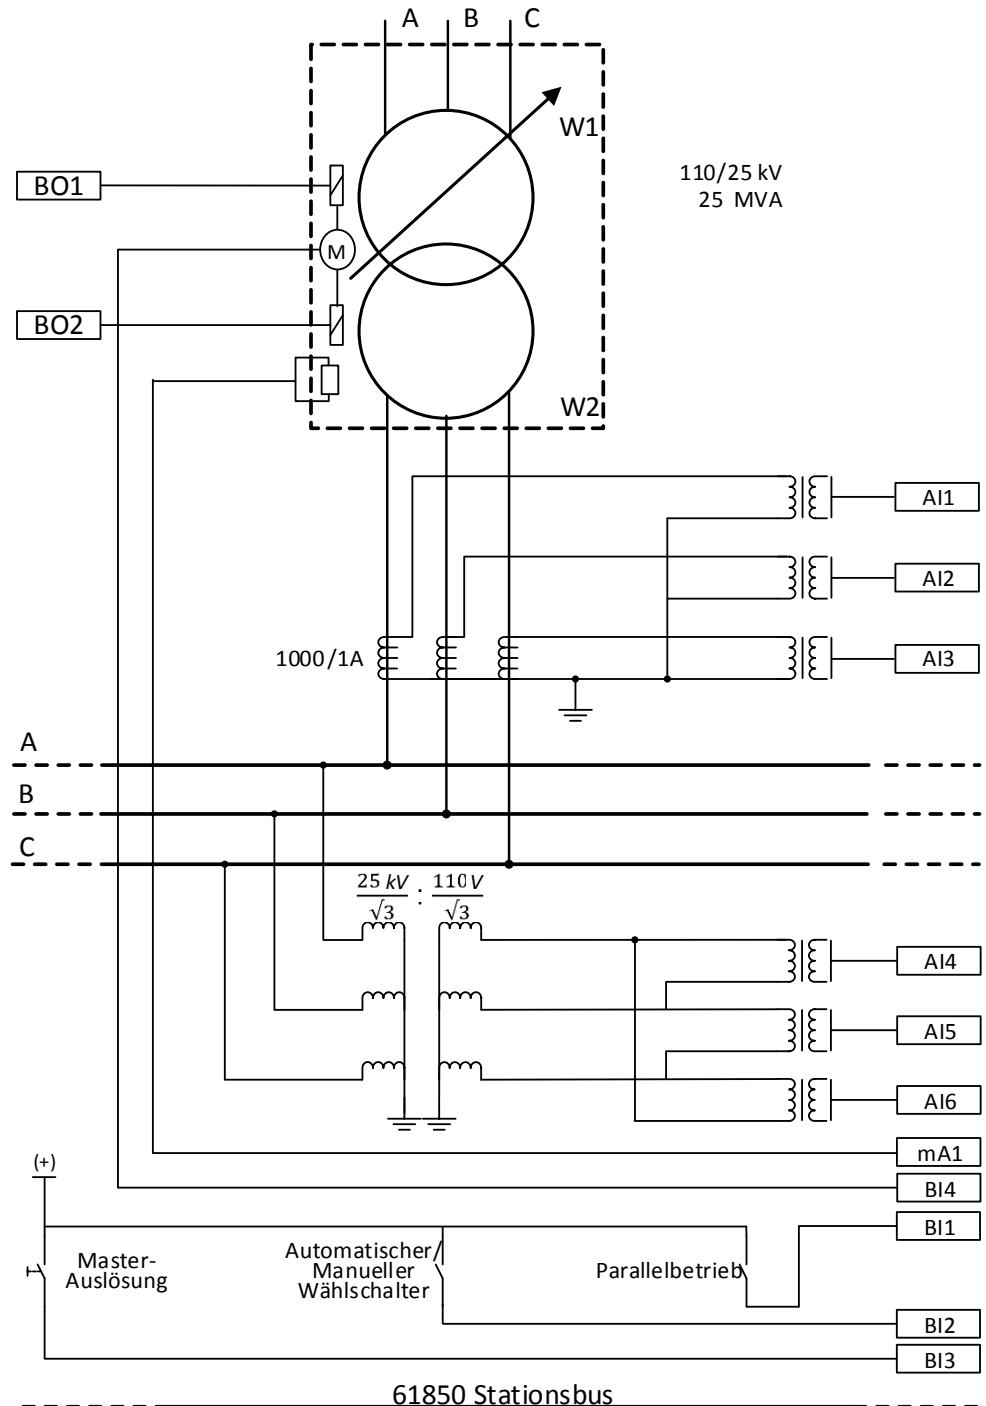 A B C
W1
110/25 kV
25 MVA
BO1
M
BO2
W2
AI1
AI2
1000/1A
AI3
A
B
C
25 kV/√3 : 110 V/√3
AI4
AI5
AI6
mA1
(+)
BI4
BI1
Master-
Auslösung
Automatischer/
Manueller
Wählschalter
Parallelbetrieb
BI2
BI3
61850 Stationsbus